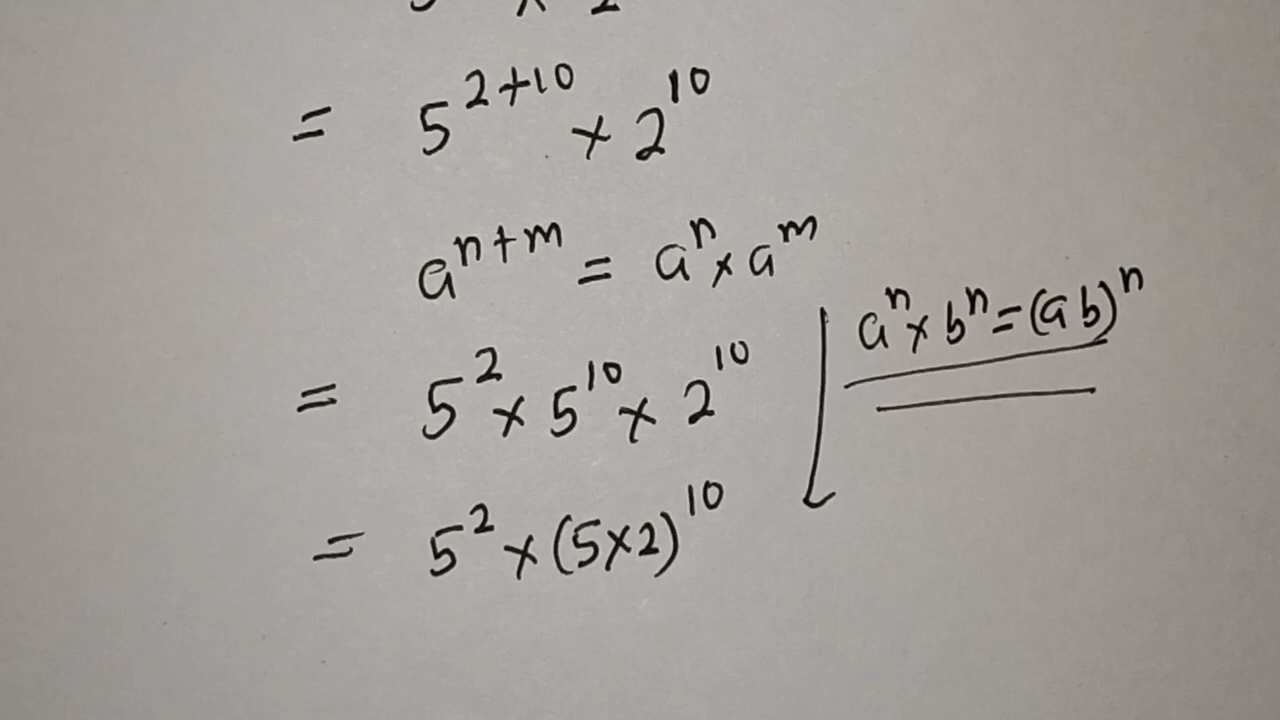 = 5^{2+10} × 2^{10}
a^{n+m} = a^n × a^m
a^n × b^n = (ab)^n
= 5^2 × 5^{10} × 2^{10}
= 5^2 × (5×2)^{10}